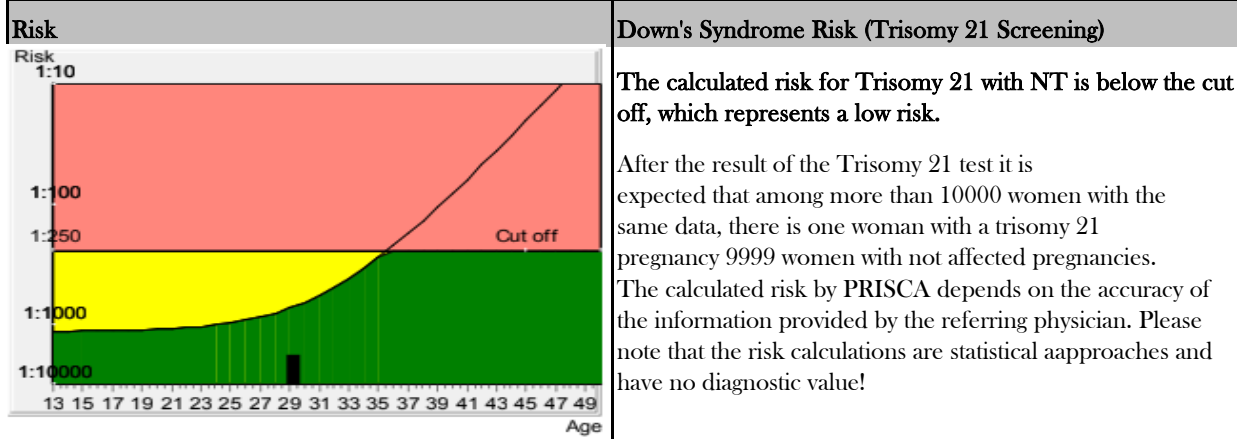 Risk
Down's Syndrome Risk (Trisomy 21 Screening)
Risk
1:10
1:100
1:250
Cut off
1:1000
1:10000
13 15 17 19 21 23 25 27 29 31 33 35 37 39 41 43 45 47 49
Age
The calculated risk for Trisomy 21 with NT is below the cut
off, which represents a low risk.
After the result of the Trisomy 21 test it is
expected that among more than 10000 women with the
same data, there is one woman with a trisomy 21
pregnancy 9999 women with not affected pregnancies.
The calculated risk by PRISCA depends on the accuracy of
the information provided by the referring physician. Please
note that the risk calculations are statistical aapproaches and
have no diagnostic value!